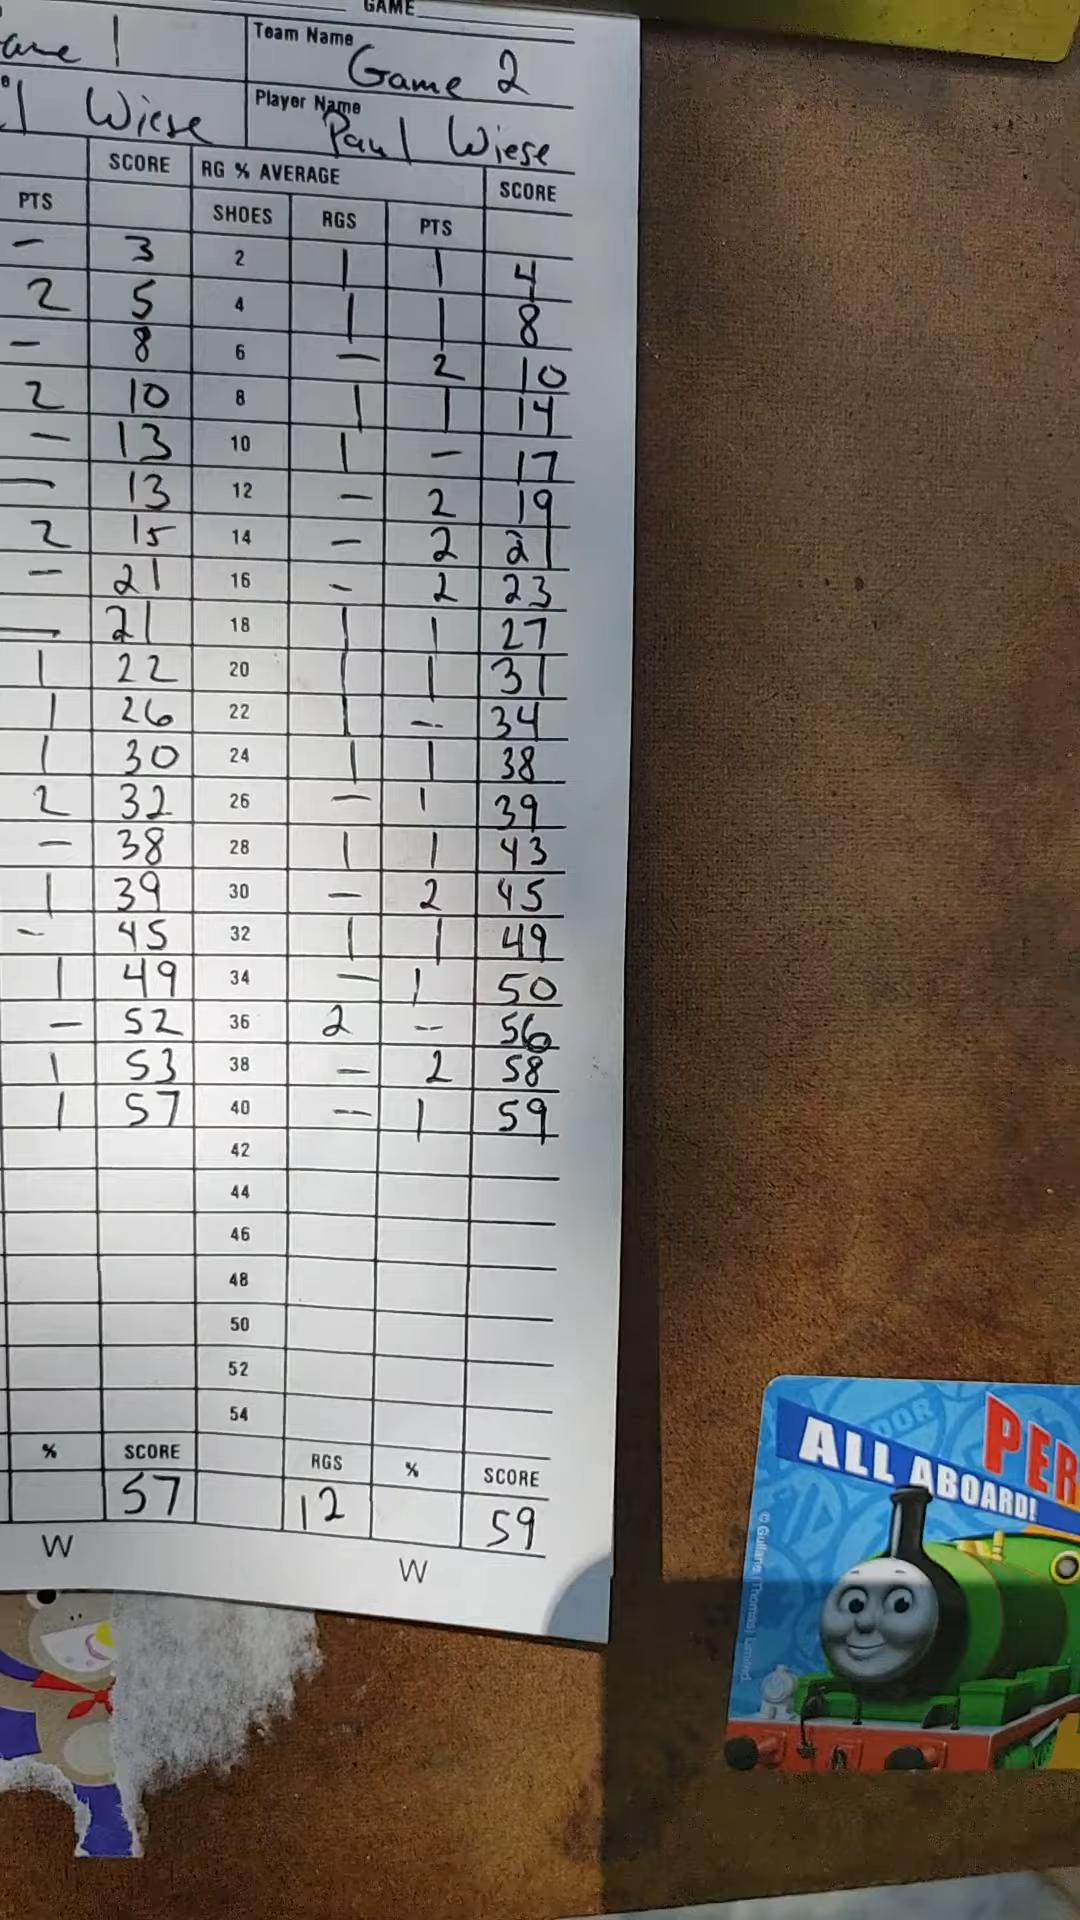 GAME
ame 1
Team Name Game 2
l Wiese
Player Name Paul Wiese
SCORE RG % AVERAGE SCORE
PTS SHOES RGS PTS
- 3 2 1 1 4
2 5 4 1 1 8
- 8 6 - 2 10
2 10 8 1 1 14
- 13 10 1 - 17
- 13 12 - 2 19
2 15 14 - 2 21
- 21 16 - 2 23
- 21 18 1 1 27
1 22 20 1 1 31
1 26 22 1 - 34
1 30 24 1 1 38
2 32 26 - 1 39
- 38 28 1 1 43
1 39 30 - 2 45
- 45 32 1 1 49
1 49 34 - 1 50
- 52 36 2 - 56
1 53 38 - 2 58
1 57 40 - 1 59
42
44
46
48
50
52
54
% SCORE RGS % SCORE
57 12 59
W W
PER
ALL ABOARD!
© Gullane (Thomas) Limited